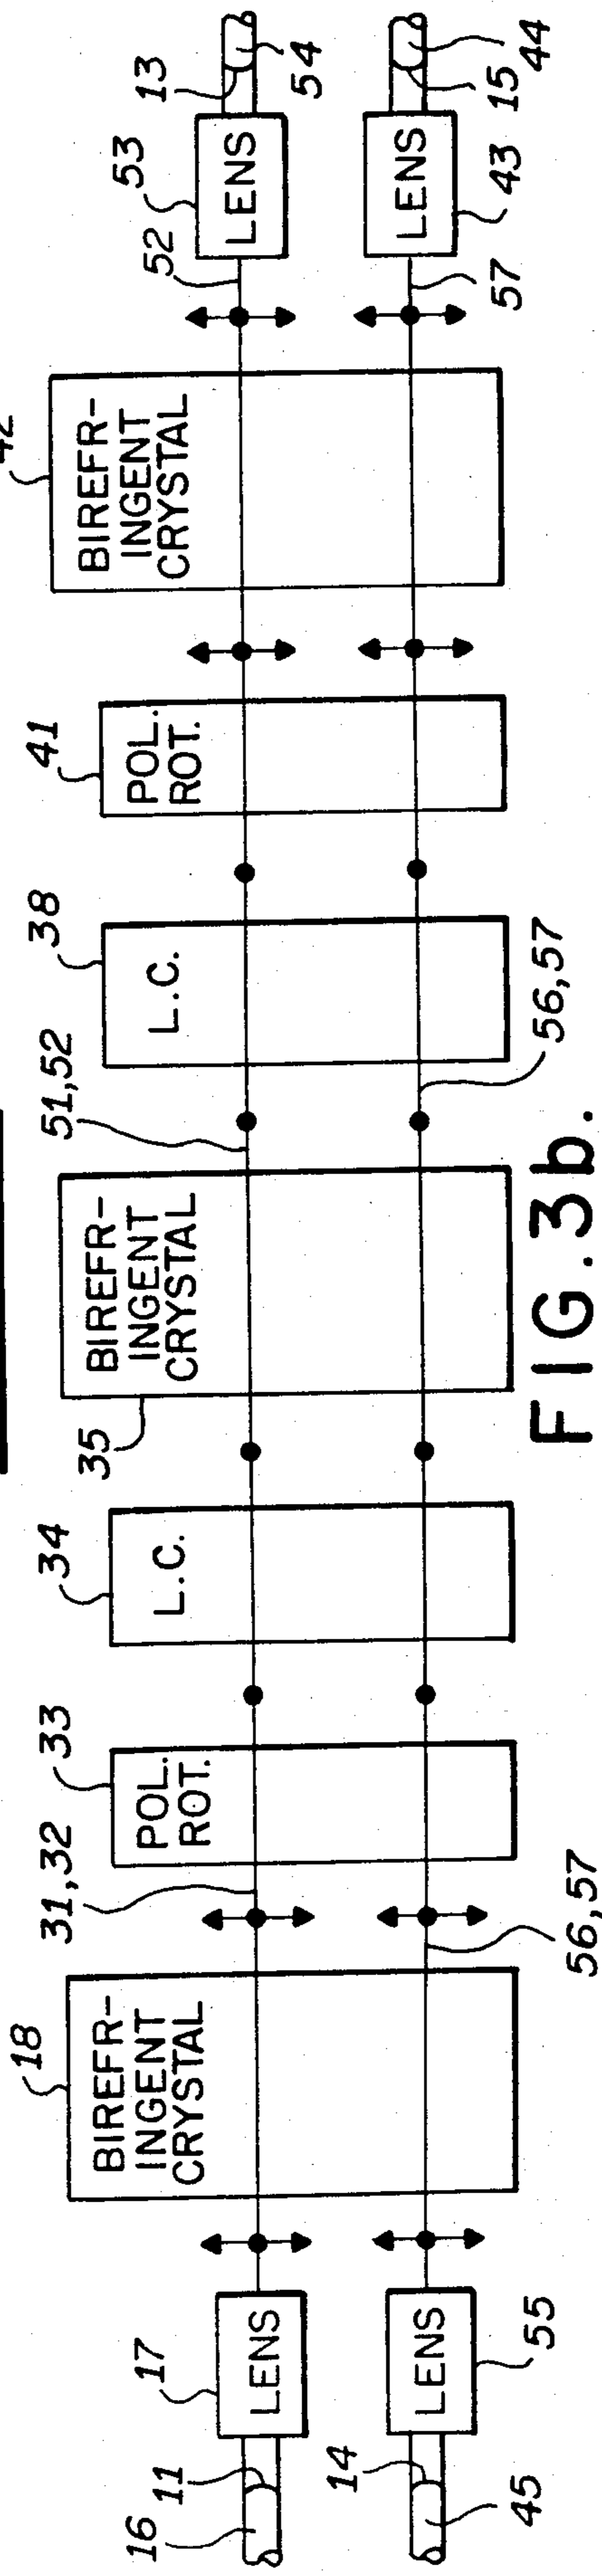 16
11
17
LENS
18
BIREFR-
INGENT
CRYSTAL
31,32
33
POL.
ROT.
34
L.C.
35
BIREFR-
INGENT
CRYSTAL
51,52
38
L.C.
41
POL.
ROT.
BIREFR-
INGENT
CRYSTAL
52
53
LENS
13
54
14
45
LENS
55
56,57
56,57
57
LENS
43
15
44
FIG.3b.